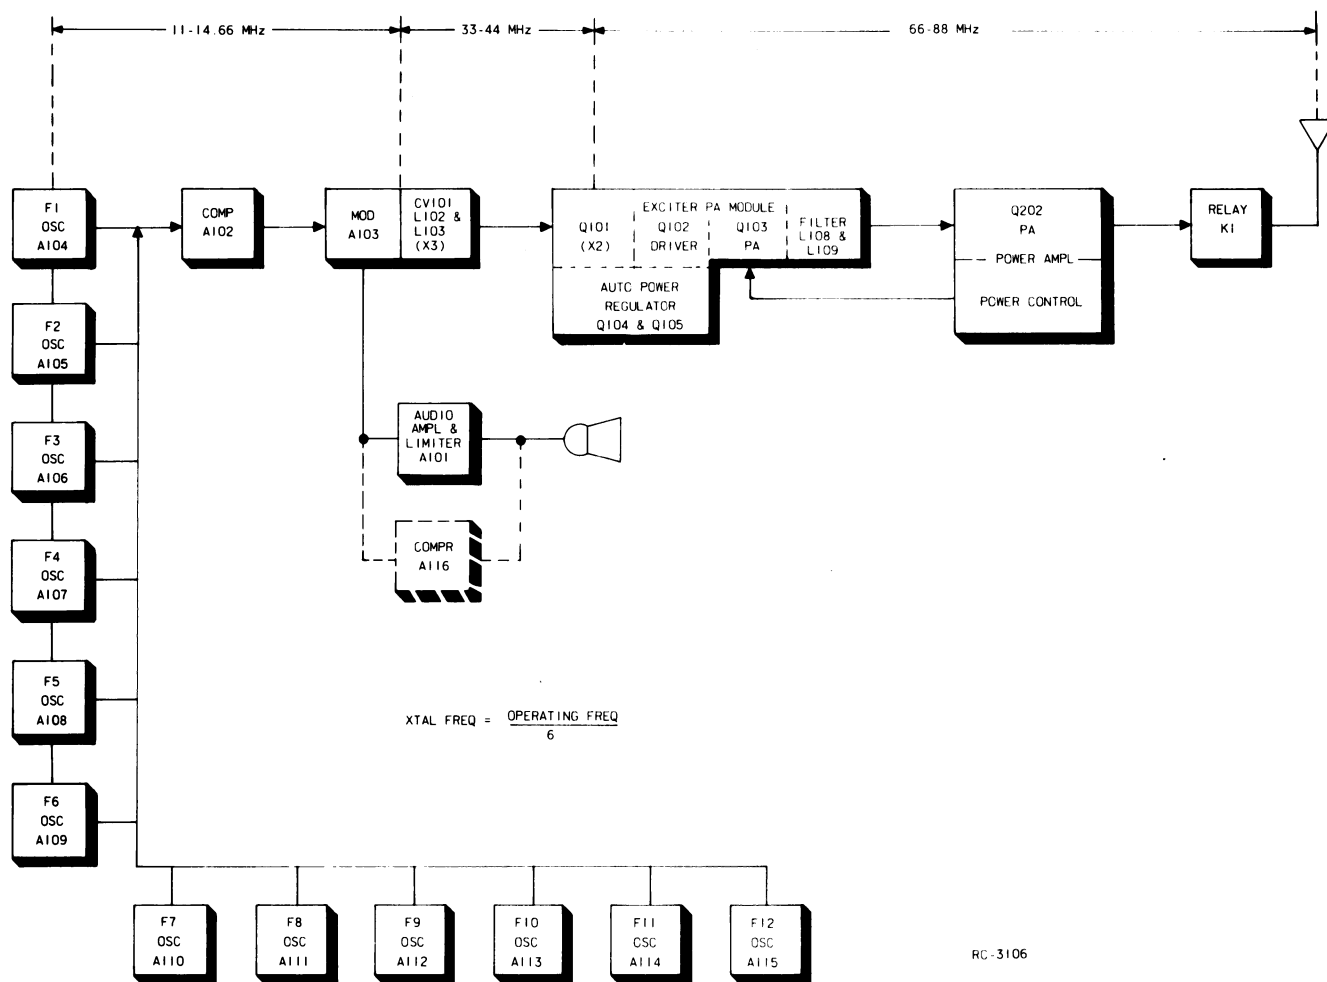 11-14.66 MHz
33-44 MHz
66-88 MHz
F1
OSC
A104
COMP
A102
MOD
A103
CV101
L102 &
L103
(X3)
EXCITER PA MODULE
Q101
(X2)
Q102
DRIVER
Q103
PA
FILTER
L108 &
L109
AUTO POWER
REGULATOR
Q104 & Q105
Q202
PA
POWER AMPL
POWER CONTROL
RELAY
K1
F2
OSC
A105
F3
OSC
A106
AUDIO
AMPL &
LIMITER
A101
COMPR
A116
F4
OSC
A107
F5
OSC
A108
XTAL FREQ = OPERATING FREQ
6
F6
OSC
A109
F7
OSC
A110
F8
OSC
A111
F9
OSC
A112
F10
OSC
A113
F11
OSC
A114
F12
OSC
A115
RC-3106